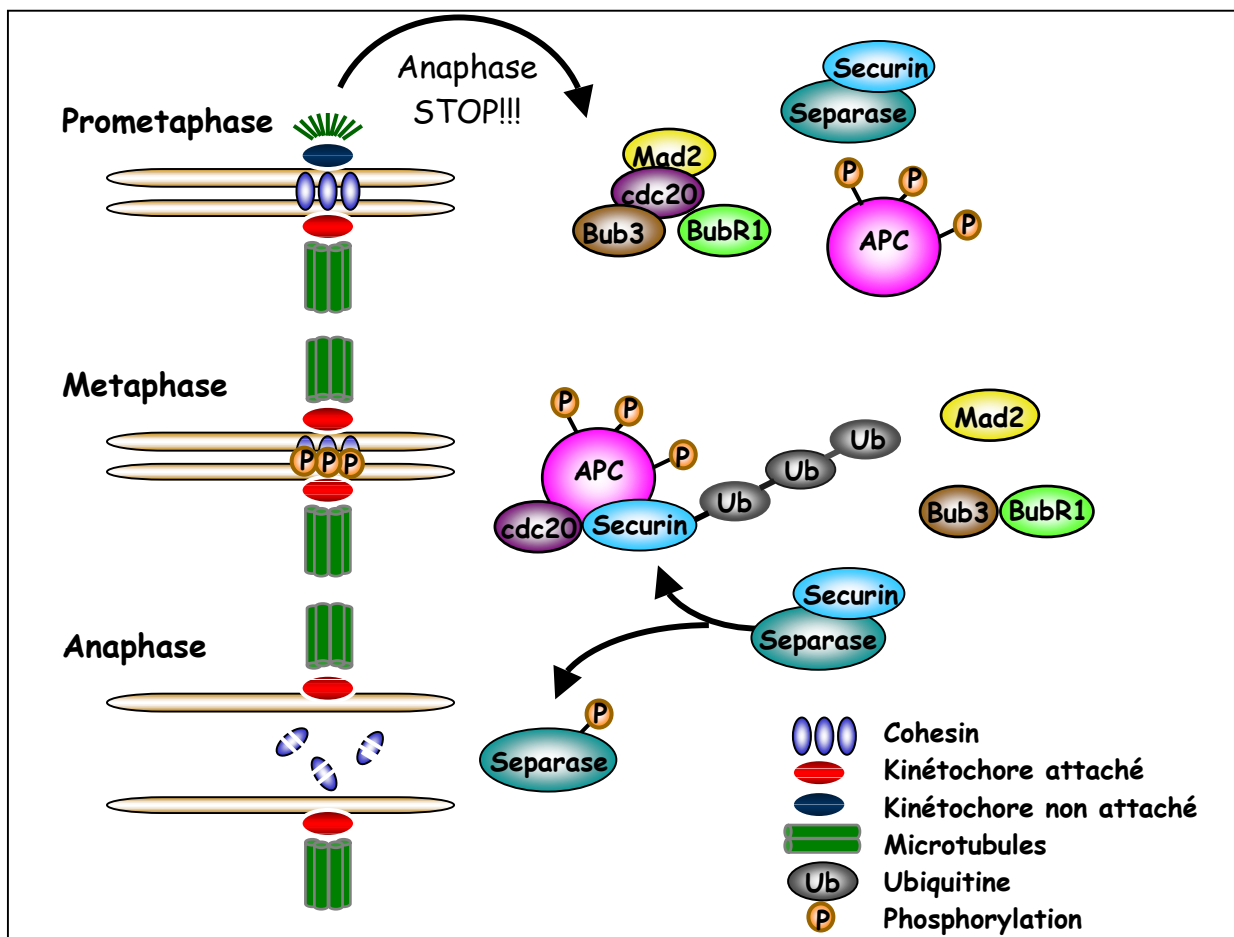 Anaphase
STOP!!!
Securin
Separase
Prometaphase
Mad2
cdc20
Bub3
BubR1
P
P
P
APC
Metaphase
P
P
P
APC
cdc20
Securin
Ub
Ub
Ub
Mad2
Bub3
BubR1
P
P
P
Securin
Separase
Anaphase
P
Separase
Cohesin
Kinétochore attaché
Kinétochore non attaché
Microtubules
Ub
Ubiquitine
P
Phosphorylation